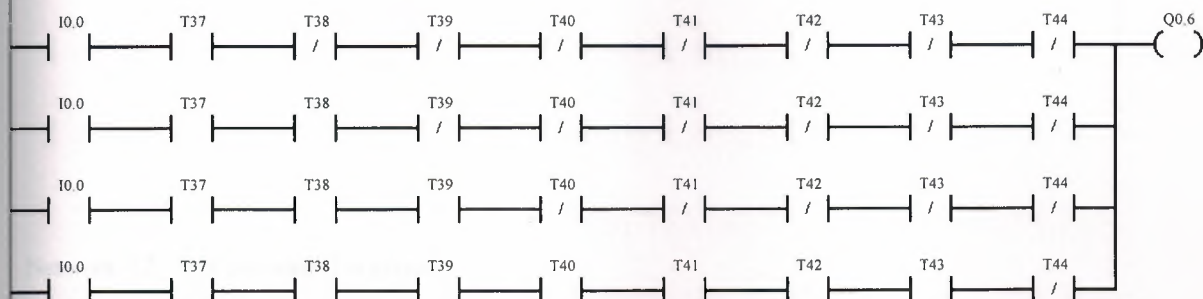 I0.0 T37 T38 T39 T40 T41 T42 T43 T44 Q0.6
/ / / / / / /
I0.0 T37 T38 T39 T40 T41 T42 T43 T44
/ / / / / /
I0.0 T37 T38 T39 T40 T41 T42 T43 T44
/ / / / /
I0.0 T37 T38 T39 T40 T41 T42 T43 T44
/